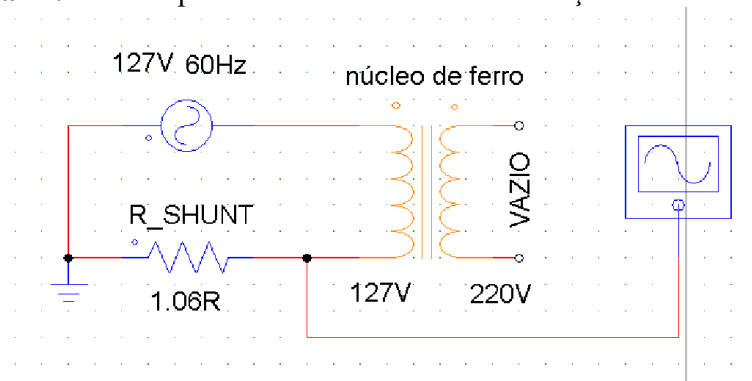 127V 60Hz
núcleo de ferro
VAZIO
R_SHUNT
1.06R
127V
220V